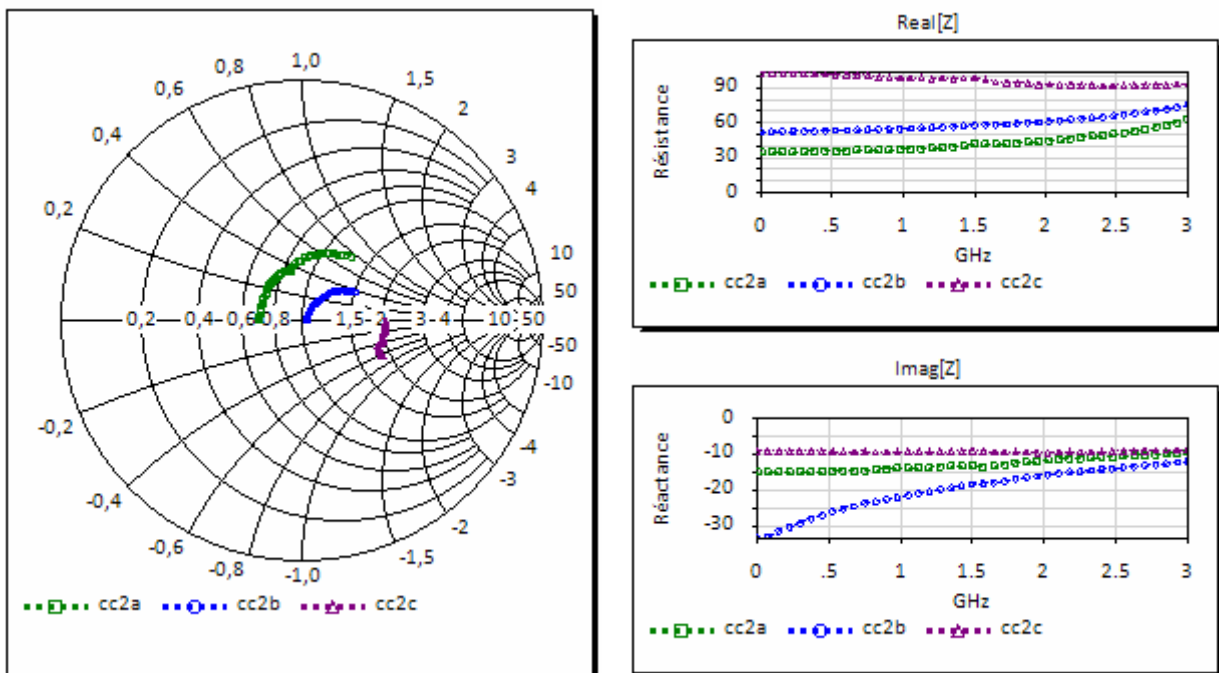 1,0
0,8
1,5
0,6
2
0,4
3
4
0,2
10
50
0,2 0,4 0,6 0,8 1,5 2 3 4 10 50
-50
-10
-0,2
-4
-3
-0,4
-2
-0,6
-1,5
-0,8
-1,0
cc2a cc2b cc2c
Real[Z]
Résistance
90
60
30
0
0 .5 1 1.5 2 2.5 3
GHz
cc2a cc2b cc2c
Imag[Z]
Réactance
0
-10
-20
-30
0 .5 1 1.5 2 2.5 3
GHz
cc2a cc2b cc2c